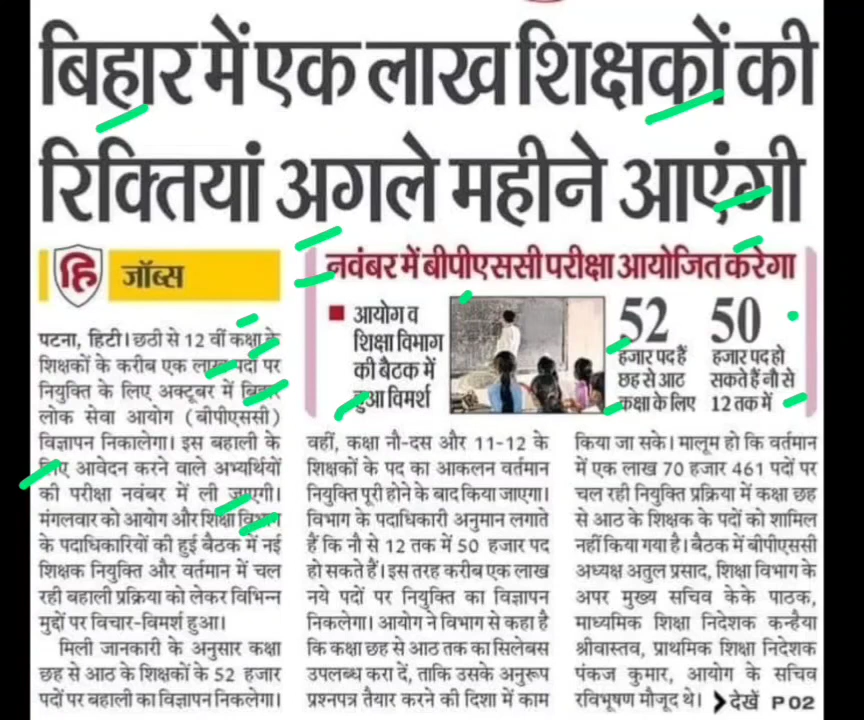 बिहार में एक लाख शिक्षकों की
रिक्तियां अगले महीने आएंगी
हि जॉब्स
नवंबर में बीपीएससी परीक्षा आयोजित करेगा
आयोग व
शिक्षा विभाग
की बैठक में
हुआ विमर्श
52
हजार पद हैं
छह से आठ
कक्षा के लिए
50
हजार पद हो
सकते हैं नौ से
12 तक में
पटना, हिटी। छठी से 12 वीं कक्षा के
शिक्षकों के करीब एक लाख पदों पर
नियुक्ति के लिए अक्टूबर में बिहार
लोक सेवा आयोग (बीपीएससी)
विज्ञापन निकालेगा। इस बहाली के
लिए आवेदन करने वाले अभ्यर्थियों
की परीक्षा नवंबर में ली जाएगी।
मंगलवार को आयोग और शिक्षा विभाग
के पदाधिकारियों की हुई बैठक में नई
शिक्षक नियुक्ति और वर्तमान में चल
रही बहाली प्रक्रिया को लेकर विभिन्न
मुद्दों पर विचार-विमर्श हुआ।
मिली जानकारी के अनुसार कक्षा
छह से आठ के शिक्षकों के 52 हजार
पदों पर बहाली का विज्ञापन निकलेगा।
वहीं, कक्षा नौ-दस और 11-12 के
शिक्षकों के पद का आकलन वर्तमान
नियुक्ति पूरी होने के बाद किया जाएगा।
विभाग के पदाधिकारी अनुमान लगाते
हैं कि नौ से 12 तक में 50 हजार पद
हो सकते हैं। इस तरह करीब एक लाख
नये पदों पर नियुक्ति का विज्ञापन
निकलेगा। आयोग ने विभाग से कहा है
कि कक्षा छह से आठ तक का सिलेबस
उपलब्ध करा दें, ताकि उसके अनुरूप
प्रश्नपत्र तैयार करने की दिशा में काम
किया जा सके। मालूम हो कि वर्तमान
में एक लाख 70 हजार 461 पदों पर
चल रही नियुक्ति प्रक्रिया में कक्षा छह
से आठ के शिक्षक के पदों को शामिल
नहीं किया गया है। बैठक में बीपीएससी
अध्यक्ष अतुल प्रसाद, शिक्षा विभाग के
अपर मुख्य सचिव केके पाठक,
माध्यमिक शिक्षा निदेशक कन्हैया
श्रीवास्तव, प्राथमिक शिक्षा निदेशक
पंकज कुमार, आयोग के सचिव
रविभूषण मौजूद थे। ➤देखें P 02